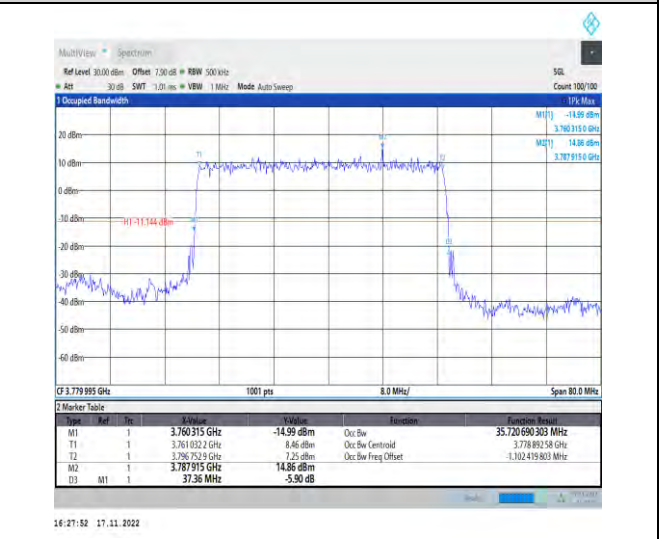 MultiView Spectrum
Ref Level 30.00 dBm Offset 7.90 dB RBW 500 kHz SGL
Att 30 dB SWT 1.01 ms VBW 1 MHz Mode Auto Sweep Count 100/100
1 Occupied Bandwidth 1Pk Max
M1[1] -14.99 dBm
3.760 315 0 GHz
M2[1] 14.86 dBm
3.787 915 0 GHz
20 dBm
10 dBm
0 dBm
-10 dBm
H1 -11.144 dBm
-20 dBm
-30 dBm
-40 dBm
-50 dBm
-60 dBm
T1
T2
D3
CF 3.779 995 GHz 1001 pts 8.0 MHz/ Span 80.0 MHz
2 Marker Table
Type Ref Trc X-Value Y-Value Function Function Result
M1 1 3.760 315 GHz -14.99 dBm Occ Bw 35.720 690 303 MHz
T1 1 3.761 032 2 GHz 8.46 dBm Occ Bw Centroid 3.778 892 58 GHz
T2 1 3.796 752 9 GHz 7.25 dBm Occ Bw Freq Offset -1.102 419 803 MHz
M2 1 3.787 915 GHz 14.86 dBm
D3 M1 1 37.36 MHz -5.90 dB
16:27:52 17.11.2022